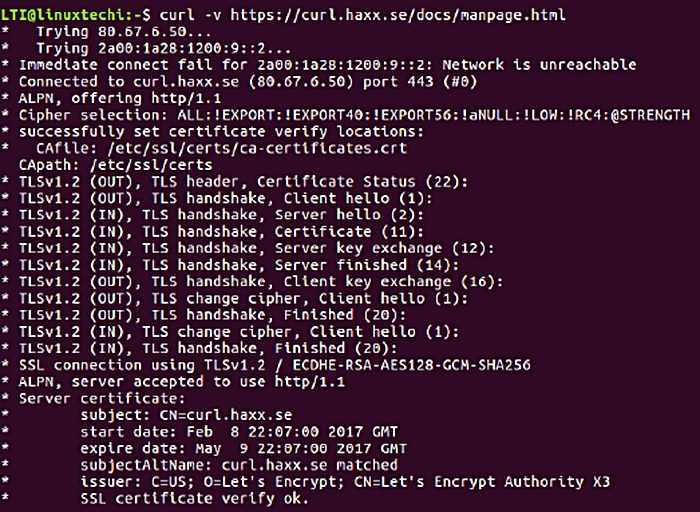 LTI@linuxtechi:~$ curl -v https://curl.haxx.se/docs/manpage.html
*   Trying 80.67.6.50...
*   Trying 2a00:1a28:1200:9::2...
* Immediate connect fail for 2a00:1a28:1200:9::2: Network is unreachable
* Connected to curl.haxx.se (80.67.6.50) port 443 (#0)
* ALPN, offering http/1.1
* Cipher selection: ALL:!EXPORT:!EXPORT40:!EXPORT56:!aNULL:!LOW:!RC4:@STRENGTH
* successfully set certificate verify locations:
*   CAfile: /etc/ssl/certs/ca-certificates.crt
  CApath: /etc/ssl/certs
* TLSv1.2 (OUT), TLS header, Certificate Status (22):
* TLSv1.2 (OUT), TLS handshake, Client hello (1):
* TLSv1.2 (IN), TLS handshake, Server hello (2):
* TLSv1.2 (IN), TLS handshake, Certificate (11):
* TLSv1.2 (IN), TLS handshake, Server key exchange (12):
* TLSv1.2 (IN), TLS handshake, Server finished (14):
* TLSv1.2 (OUT), TLS handshake, Client key exchange (16):
* TLSv1.2 (OUT), TLS change cipher, Client hello (1):
* TLSv1.2 (OUT), TLS handshake, Finished (20):
* TLSv1.2 (IN), TLS change cipher, Client hello (1):
* TLSv1.2 (IN), TLS handshake, Finished (20):
* SSL connection using TLSv1.2 / ECDHE-RSA-AES128-GCM-SHA256
* ALPN, server accepted to use http/1.1
* Server certificate:
*        subject: CN=curl.haxx.se
*        start date: Feb  8 22:07:00 2017 GMT
*        expire date: May  9 22:07:00 2017 GMT
*        subjectAltName: curl.haxx.se matched
*        issuer: C=US; O=Let's Encrypt; CN=Let's Encrypt Authority X3
*        SSL certificate verify ok.